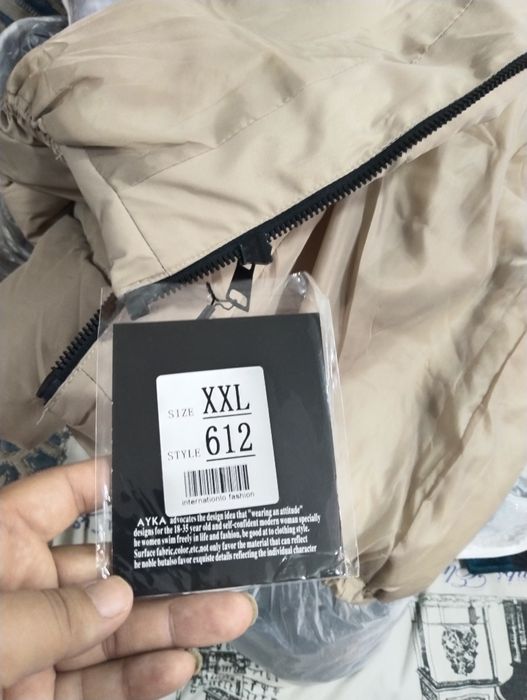 SIZE XXL
STYLE 612
internationlo fashion
AYKA advocates the design idea that "wearing an attitude"
designs for the 18-35 year old and self-confident modern woman specially
he women swim freely in life and fashion, be good at to clothing style.
Surface fabric,color,etc,not only favor the material that can reflect
he noble butalso favor exquisite details reflecting the individual character